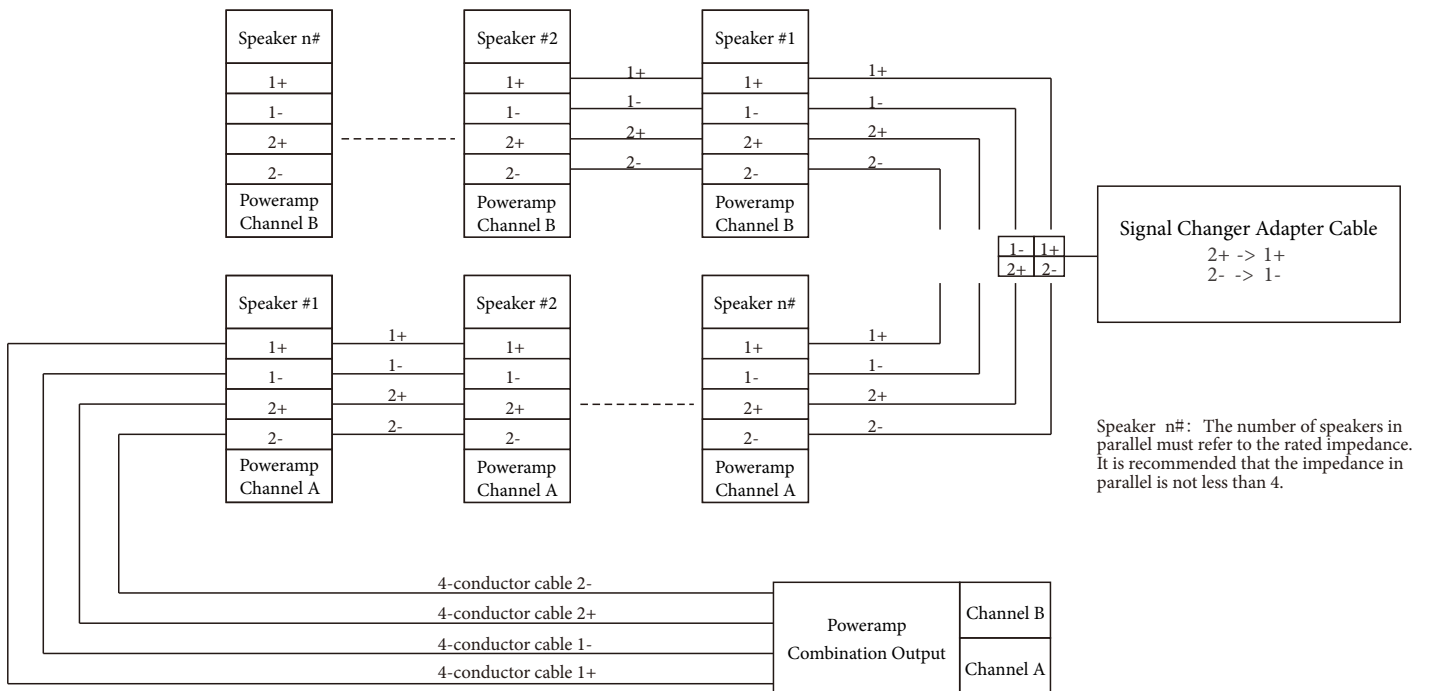 Speaker n#
1+
1-
2+
2-
Poweramp
Channel B
Speaker #2
1+
1-
2+
2-
Poweramp
Channel B
1+
1-
2+
2-
Speaker #1
1+
1-
2+
2-
Poweramp
Channel B
1+
1-
2+
2-
1- 1+
2+ 2-
Signal Changer Adapter Cable
2+ -> 1+
2- -> 1-
Speaker #1
1+
1-
2+
2-
Poweramp
Channel A
1+
1-
2+
2-
Speaker #2
1+
1-
2+
2-
Poweramp
Channel A
Speaker n#
1+
1-
2+
2-
Poweramp
Channel A
1+
1-
2+
2-
Speaker n#: The number of speakers in
parallel must refer to the rated impedance.
It is recommended that the impedance in
parallel is not less than 4.
4-conductor cable 2-
4-conductor cable 2+
4-conductor cable 1-
4-conductor cable 1+
Poweramp
Combination Output
Channel B
Channel A